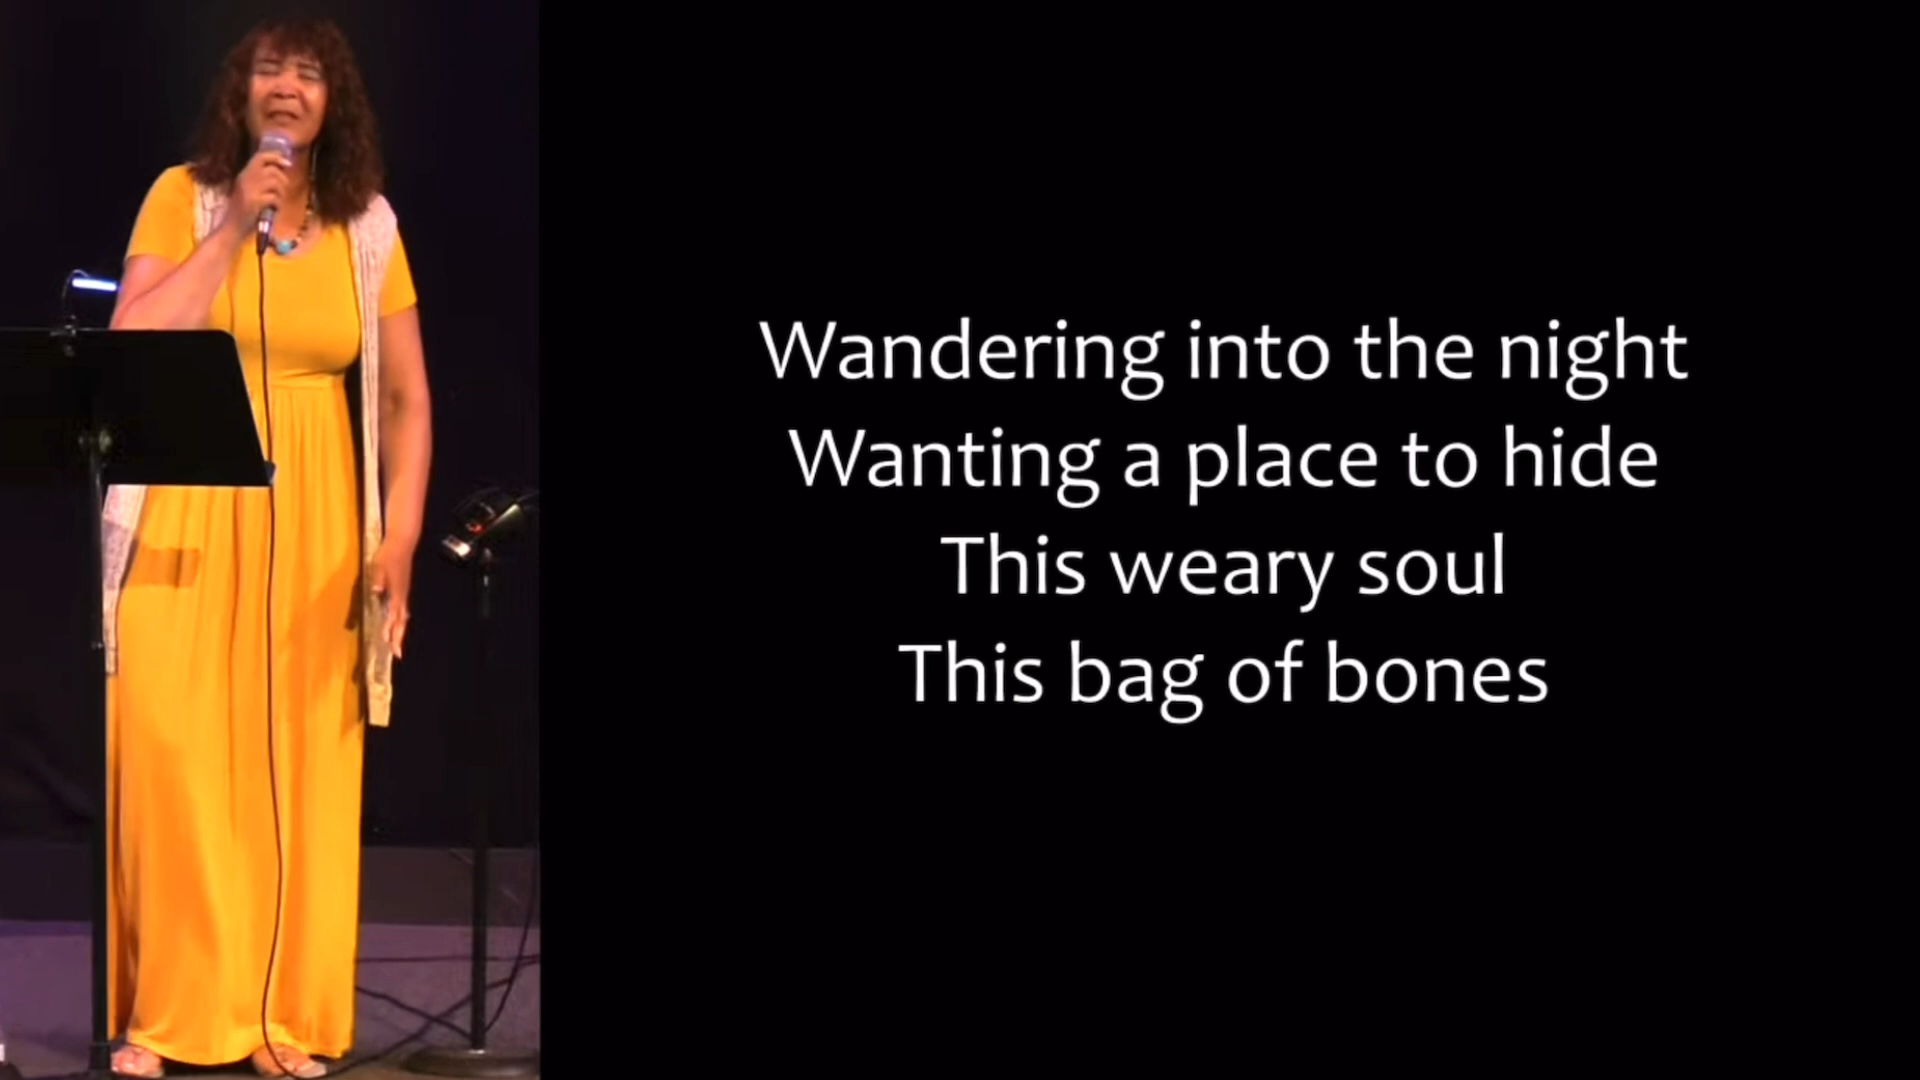 Wandering into the night
Wanting a place to hide
This weary soul
This bag of bones